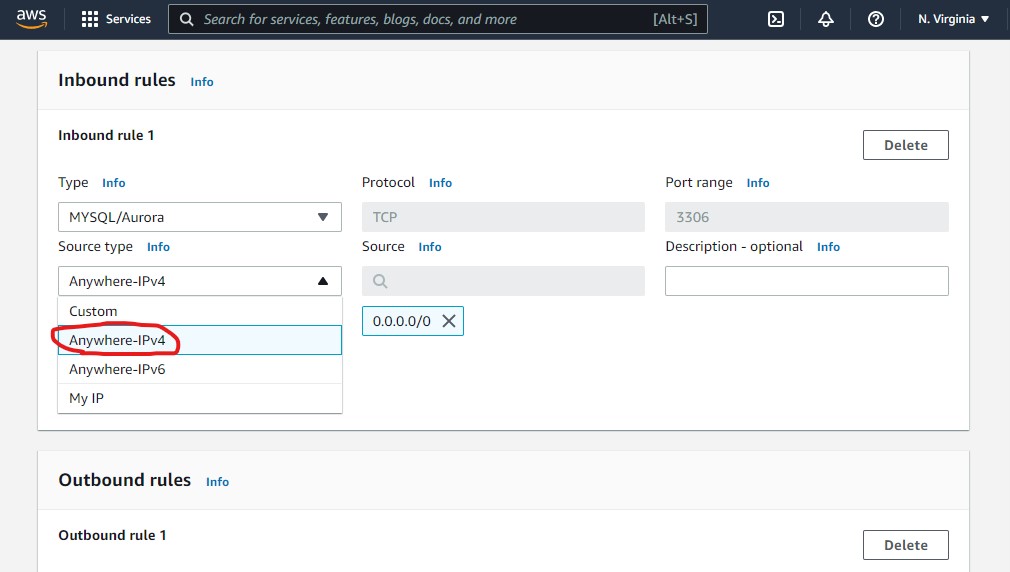 aws Services Search for services, features, blogs, docs, and more [Alt+S] N. Virginia
Inbound rules Info
Inbound rule 1
Delete
Type Info Protocol Info Port range Info
MYSQL/Aurora TCP 3306
Source type Info Source Info Description - optional Info
Anywhere-IPv4
Custom
0.0.0.0/0
Anywhere-IPv4
Anywhere-IPv6
My IP
Outbound rules Info
Outbound rule 1
Delete